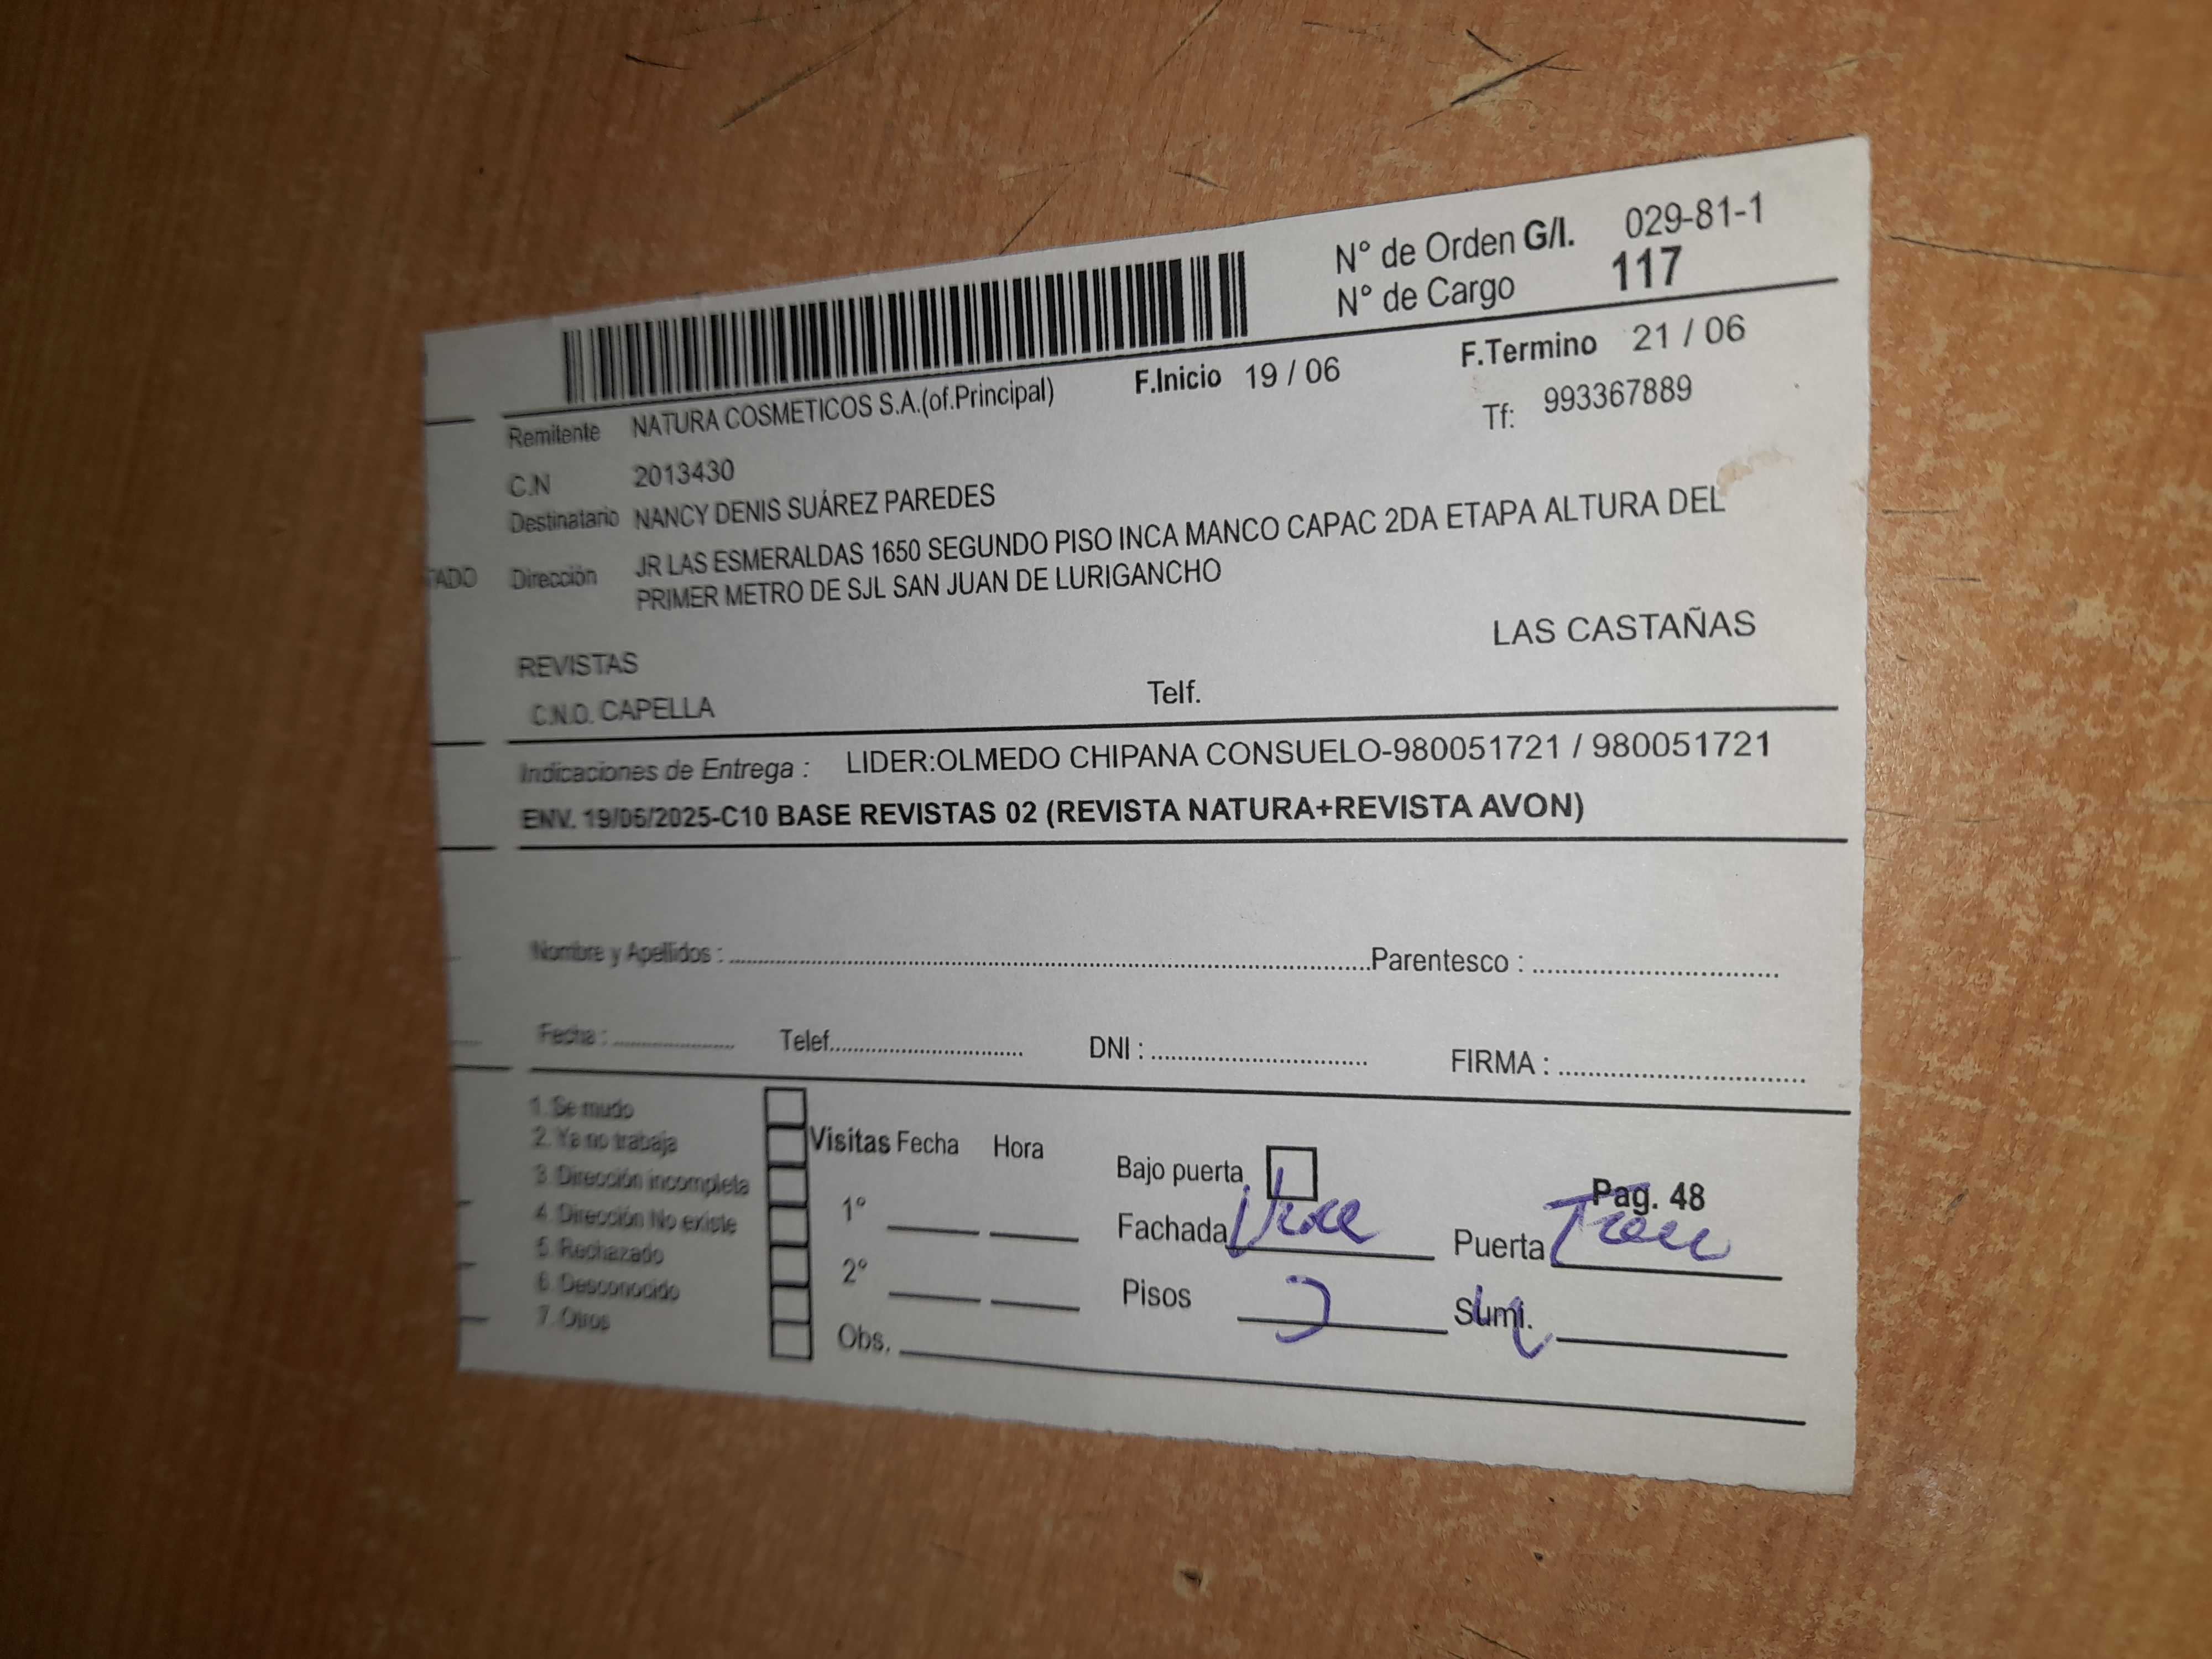 N° de Orden G/I. 029-81-1
N° de Cargo 117
F.Inicio 19 / 06 F.Termino 21 / 06
Remitente NATURA COSMETICOS S.A.(of.Principal) Tf: 993367889
C.N 2013430
Destinatario NANCY DENIS SUÁREZ PAREDES
TADO Dirección JR LAS ESMERALDAS 1650 SEGUNDO PISO INCA MANCO CAPAC 2DA ETAPA ALTURA DEL
PRIMER METRO DE SJL SAN JUAN DE LURIGANCHO
LAS CASTAÑAS
REVISTAS
C.N.O. CAPELLA Telf.
Indicaciones de Entrega : LIDER:OLMEDO CHIPANA CONSUELO-980051721 / 980051721
ENV. 19/06/2025-C10 BASE REVISTAS 02 (REVISTA NATURA+REVISTA AVON)
Nombre y Apellidos : Parentesco :
Fecha : Telef. DNI : FIRMA :
1. Se mudo
2. Ya no trabaja
3. Dirección incompleta
4. Dirección No existe
5. Rechazado
6. Desconocido
7. Otros
Visitas Fecha Hora
1°
2°
Obs.
Bajo puerta
Pag. 48
Fachada Puerta
Pisos Sumi.